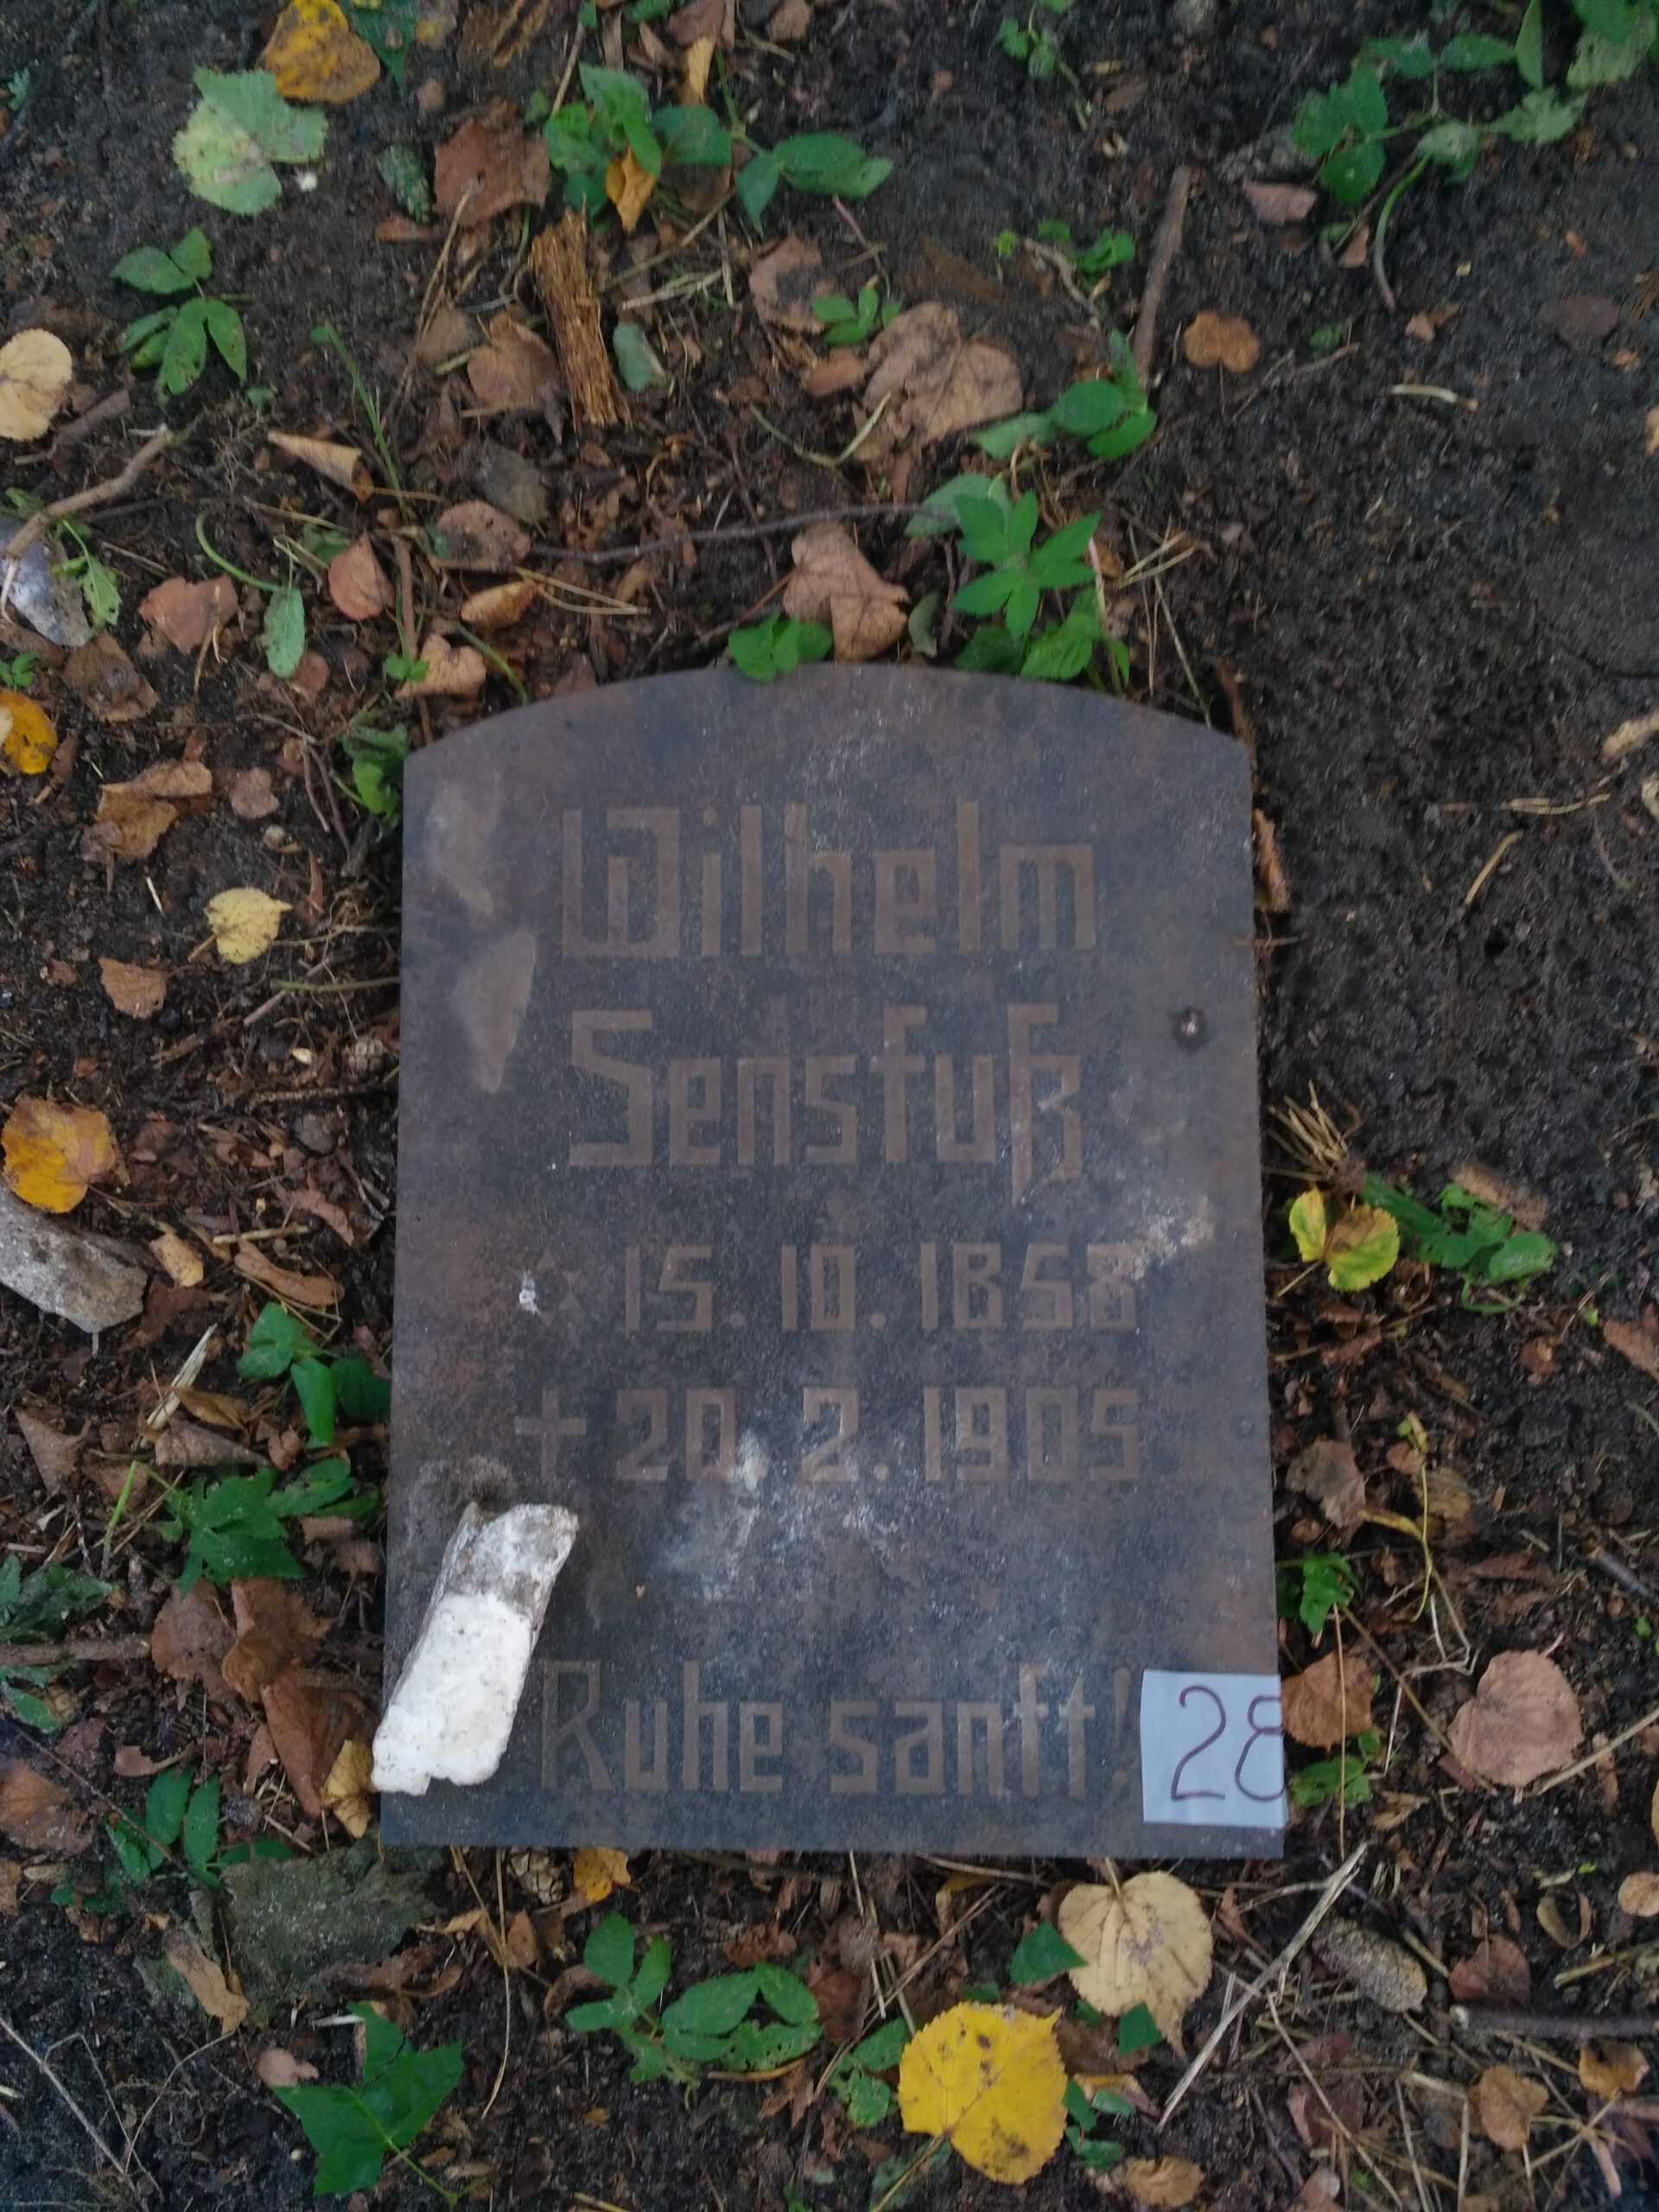 Wilhelm
Sensfuß
☆ 15. 10. 1858
† 20. 2. 1905
Ruhe sanft!
28